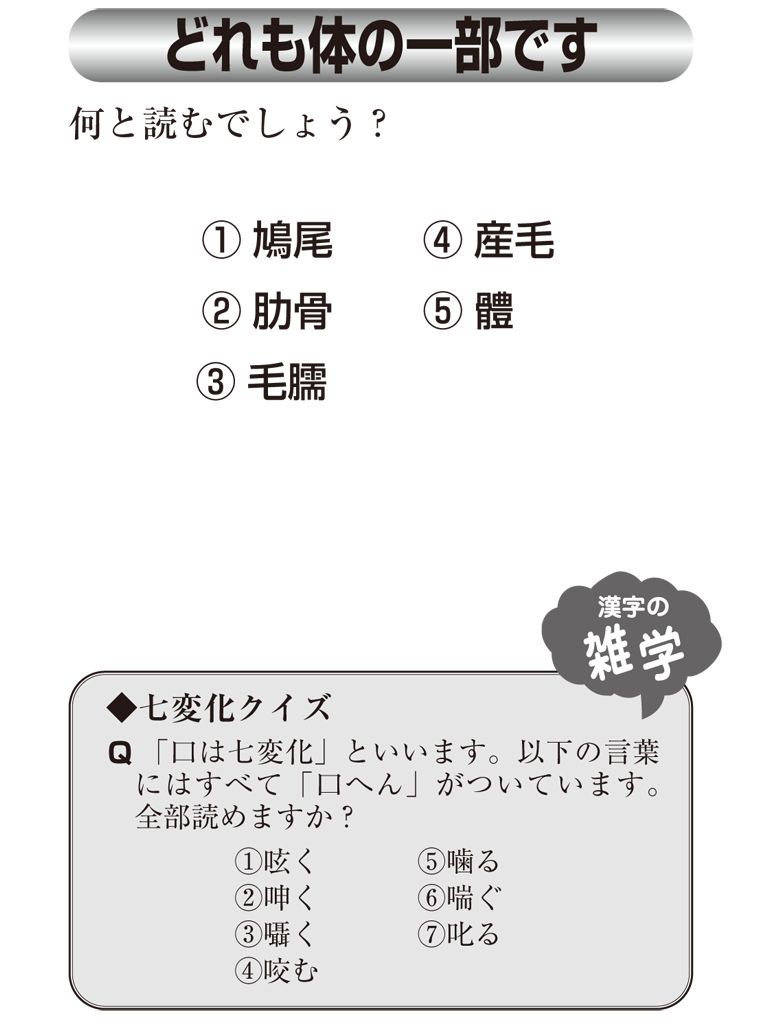 どれも体の一部です
何と読むでしょう？
① 鳩尾
② 肋骨
③ 毛臑
④ 産毛
⑤ 體
漢字の
雑学
◆七変化クイズ
Q 「口は七変化」といいます。以下の言葉
にはすべて「口へん」がついています。
全部読めますか？
①呟く
②呻く
③囁く
④咬む
⑤噛る
⑥喘ぐ
⑦叱る